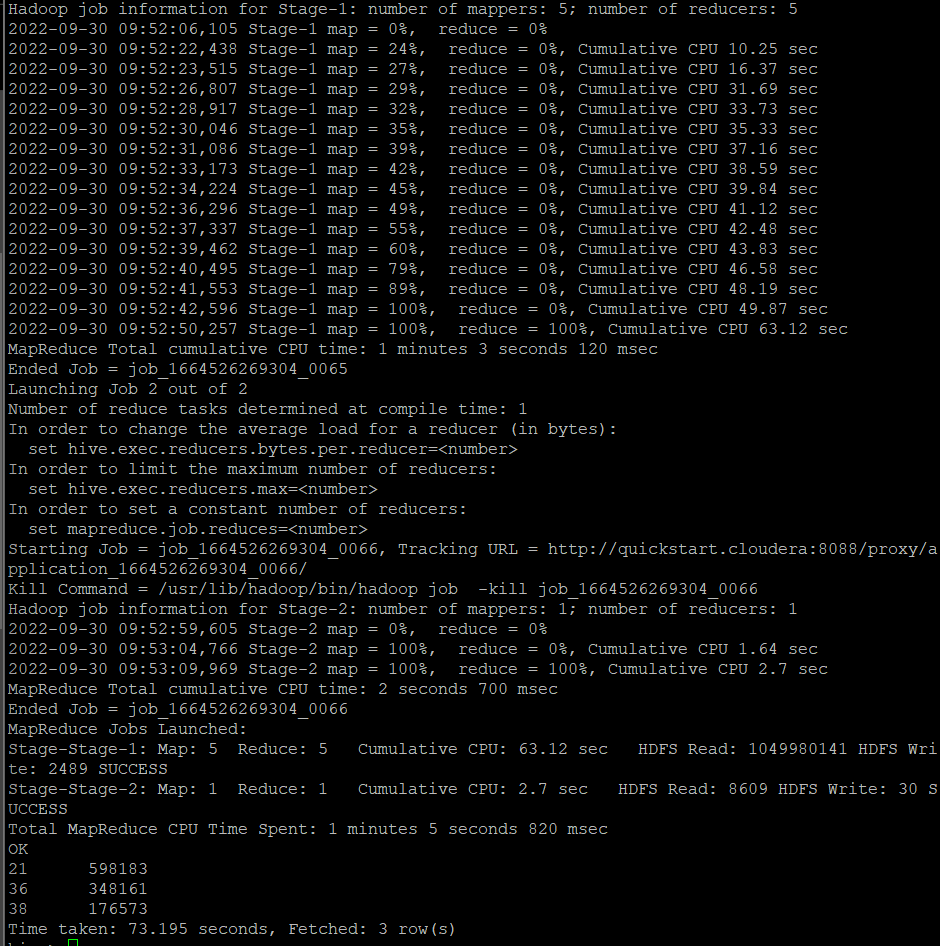 Hadoop job information for Stage-1: number of mappers: 5; number of reducers: 5
2022-09-30 09:52:06,105 Stage-1 map = 0%,  reduce = 0%
2022-09-30 09:52:22,438 Stage-1 map = 24%,  reduce = 0%, Cumulative CPU 10.25 sec
2022-09-30 09:52:23,515 Stage-1 map = 27%,  reduce = 0%, Cumulative CPU 16.37 sec
2022-09-30 09:52:26,807 Stage-1 map = 29%,  reduce = 0%, Cumulative CPU 31.69 sec
2022-09-30 09:52:28,917 Stage-1 map = 32%,  reduce = 0%, Cumulative CPU 33.73 sec
2022-09-30 09:52:30,046 Stage-1 map = 35%,  reduce = 0%, Cumulative CPU 35.33 sec
2022-09-30 09:52:31,086 Stage-1 map = 39%,  reduce = 0%, Cumulative CPU 37.16 sec
2022-09-30 09:52:33,173 Stage-1 map = 42%,  reduce = 0%, Cumulative CPU 38.59 sec
2022-09-30 09:52:34,224 Stage-1 map = 45%,  reduce = 0%, Cumulative CPU 39.84 sec
2022-09-30 09:52:36,296 Stage-1 map = 49%,  reduce = 0%, Cumulative CPU 41.12 sec
2022-09-30 09:52:37,337 Stage-1 map = 55%,  reduce = 0%, Cumulative CPU 42.48 sec
2022-09-30 09:52:39,462 Stage-1 map = 60%,  reduce = 0%, Cumulative CPU 43.83 sec
2022-09-30 09:52:40,495 Stage-1 map = 79%,  reduce = 0%, Cumulative CPU 46.58 sec
2022-09-30 09:52:41,553 Stage-1 map = 89%,  reduce = 0%, Cumulative CPU 48.19 sec
2022-09-30 09:52:42,596 Stage-1 map = 100%,  reduce = 0%, Cumulative CPU 49.87 sec
2022-09-30 09:52:50,257 Stage-1 map = 100%,  reduce = 100%, Cumulative CPU 63.12 sec
MapReduce Total cumulative CPU time: 1 minutes 3 seconds 120 msec
Ended Job = job_1664526269304_0065
Launching Job 2 out of 2
Number of reduce tasks determined at compile time: 1
In order to change the average load for a reducer (in bytes):
  set hive.exec.reducers.bytes.per.reducer=<number>
In order to limit the maximum number of reducers:
  set hive.exec.reducers.max=<number>
In order to set a constant number of reducers:
  set mapreduce.job.reduces=<number>
Starting Job = job_1664526269304_0066, Tracking URL = http://quickstart.cloudera:8088/proxy/a
pplication_1664526269304_0066/
Kill Command = /usr/lib/hadoop/bin/hadoop job  -kill job_1664526269304_0066
Hadoop job information for Stage-2: number of mappers: 1; number of reducers: 1
2022-09-30 09:52:59,605 Stage-2 map = 0%,  reduce = 0%
2022-09-30 09:53:04,766 Stage-2 map = 100%,  reduce = 0%, Cumulative CPU 1.64 sec
2022-09-30 09:53:09,969 Stage-2 map = 100%,  reduce = 100%, Cumulative CPU 2.7 sec
MapReduce Total cumulative CPU time: 2 seconds 700 msec
Ended Job = job_1664526269304_0066
MapReduce Jobs Launched:
Stage-Stage-1: Map: 5  Reduce: 5   Cumulative CPU: 63.12 sec   HDFS Read: 1049980141 HDFS Wri
te: 2489 SUCCESS
Stage-Stage-2: Map: 1  Reduce: 1   Cumulative CPU: 2.7 sec   HDFS Read: 8609 HDFS Write: 30 S
UCCESS
Total MapReduce CPU Time Spent: 1 minutes 5 seconds 820 msec
OK
21      598183
36      348161
38      176573
Time taken: 73.195 seconds, Fetched: 3 row(s)